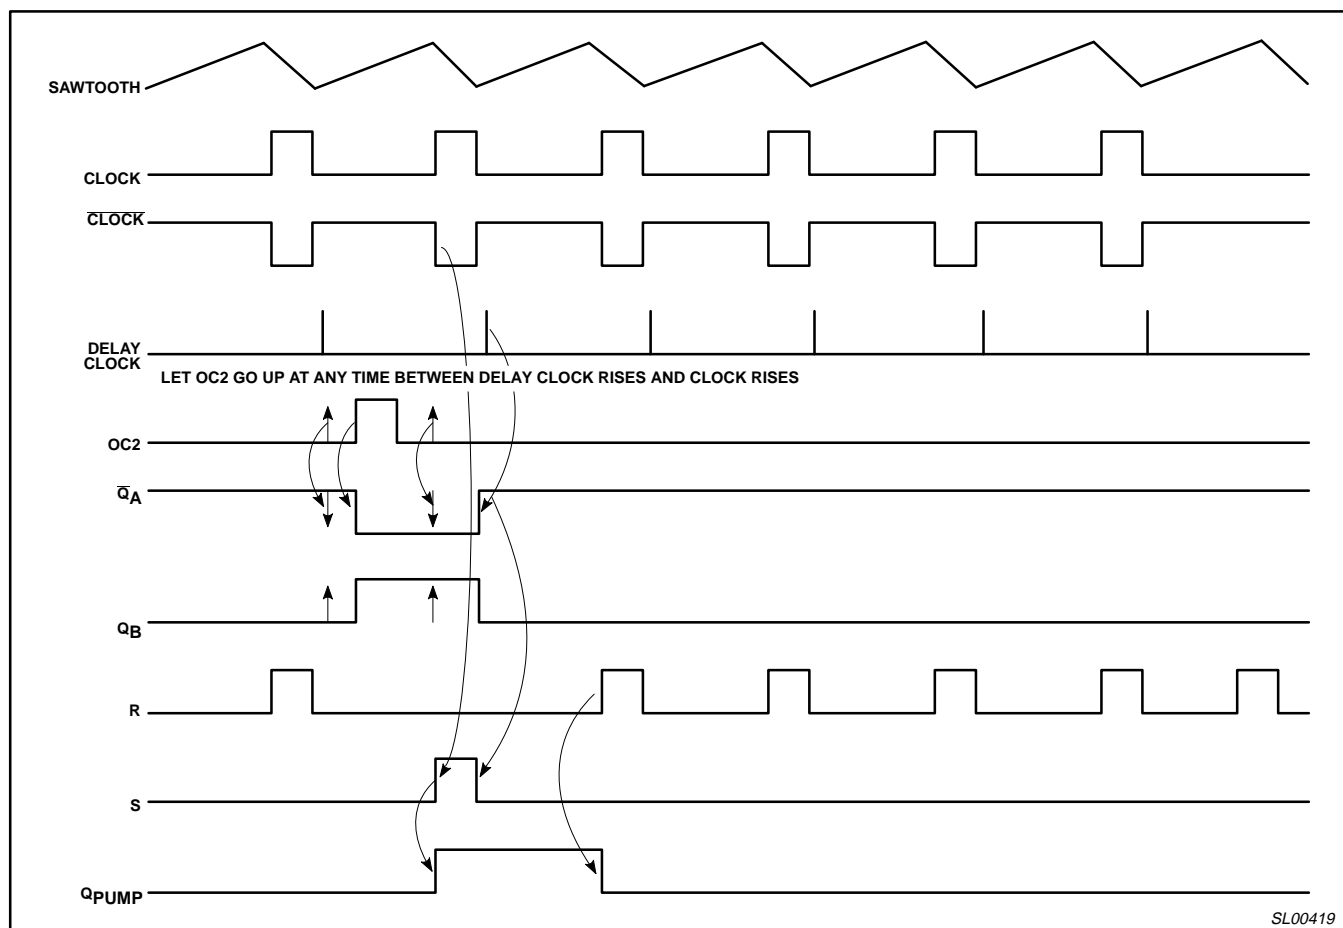 SAWTOOTH
CLOCK
CLOCK
DELAY
CLOCK
LET OC2 GO UP AT ANY TIME BETWEEN DELAY CLOCK RISES AND CLOCK RISES
OC2
Q̅A
QB
R
S
QPUMP
SL00419